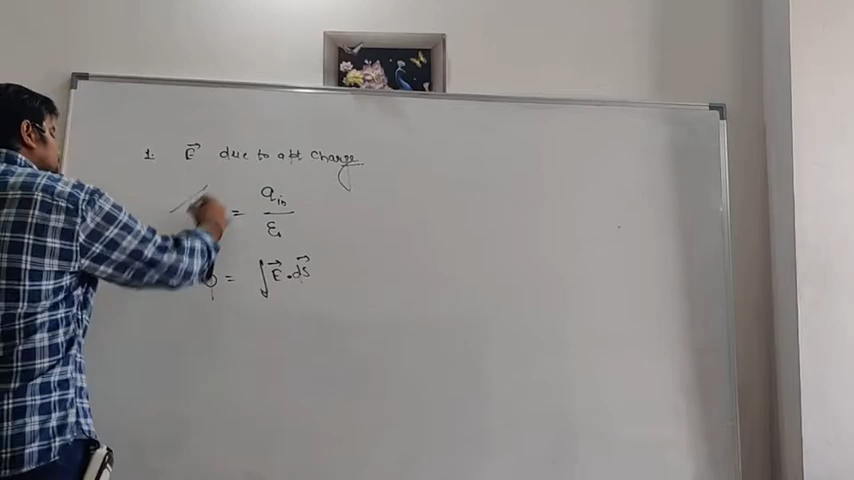 1. E⃗ due to a pt charge
= q_in / ε₀
ϕ = ∫ E⃗ . ds⃗